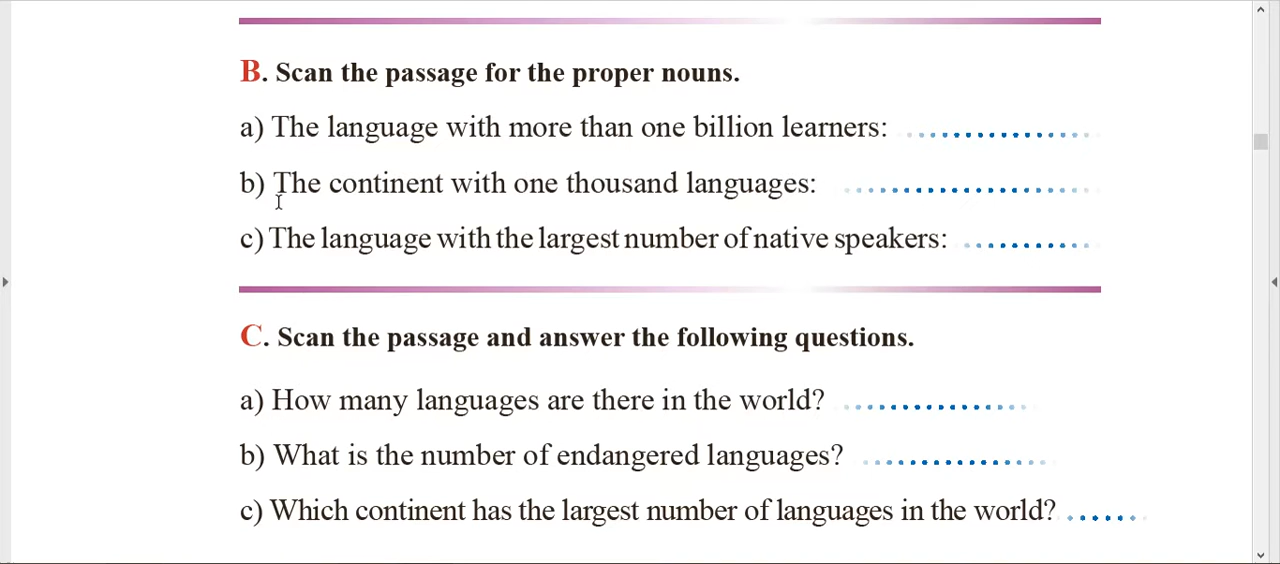 B. Scan the passage for the proper nouns.
a) The language with more than one billion learners: ................
b) The continent with one thousand languages: .....................
c) The language with the largest number of native speakers: ...........
C. Scan the passage and answer the following questions.
a) How many languages are there in the world? ................
b) What is the number of endangered languages? ................
c) Which continent has the largest number of languages in the world? ......